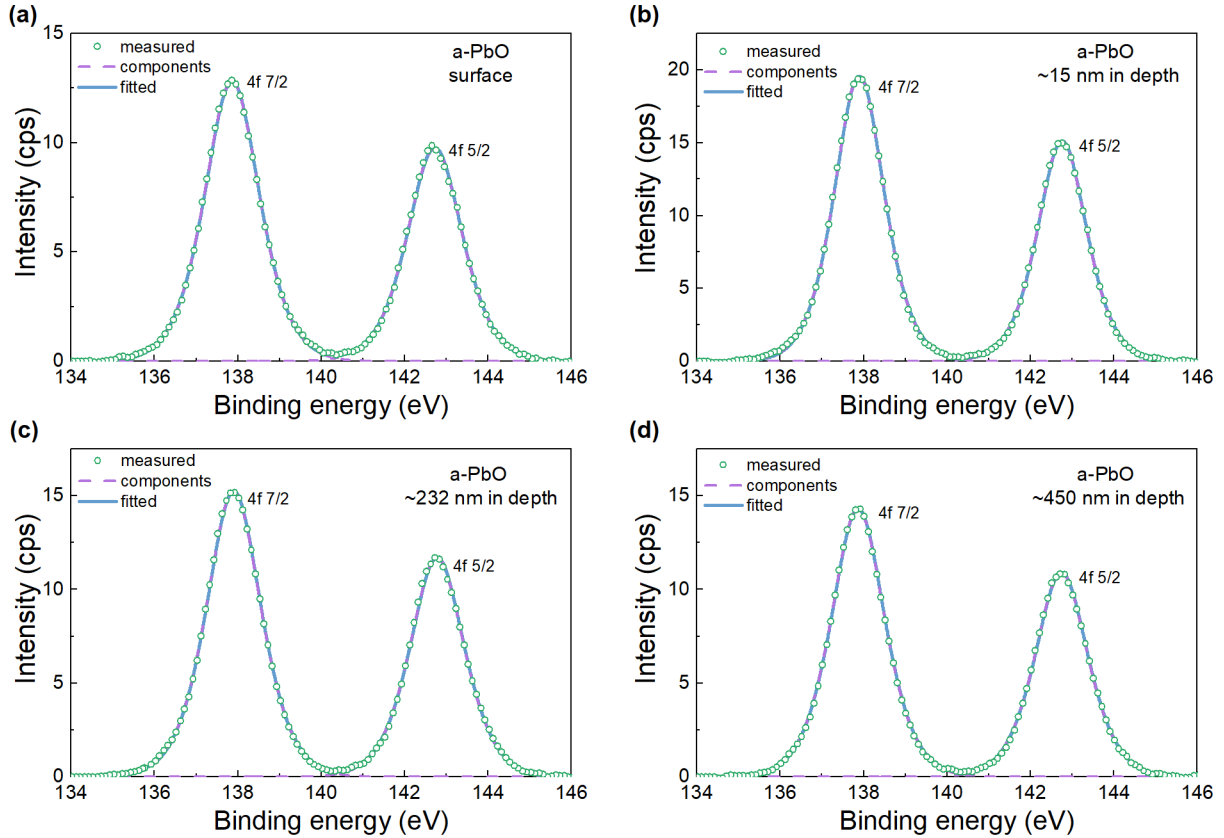 (a)
15
10
5
0
134 136 138 140 142 144 146
Intensity (cps)
Binding energy (eV)
measured
components
fitted
4f 7/2
4f 5/2
a-PbO
surface
(b)
20
15
10
5
0
134 136 138 140 142 144 146
Intensity (cps)
Binding energy (eV)
measured
components
fitted
4f 7/2
4f 5/2
a-PbO
~15 nm in depth
(c)
15
10
5
0
134 136 138 140 142 144 146
Intensity (cps)
Binding energy (eV)
measured
components
fitted
4f 7/2
4f 5/2
a-PbO
~232 nm in depth
(d)
15
10
5
0
134 136 138 140 142 144 146
Intensity (cps)
Binding energy (eV)
measured
components
fitted
4f 7/2
4f 5/2
a-PbO
~450 nm in depth